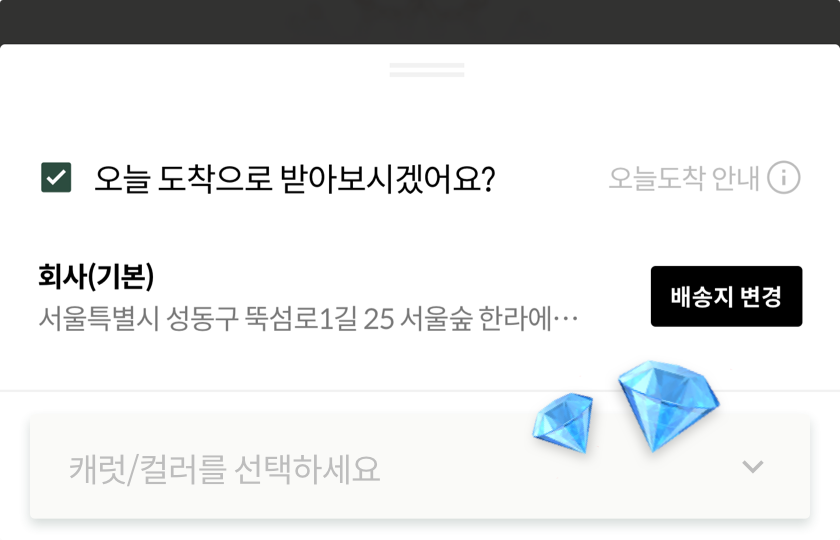 오늘 도착으로 받아보시겠어요?
오늘도착 안내
회사(기본)
서울특별시 성동구 뚝섬로1길 25 서울숲 한라에…
배송지 변경
캐럿/컬러를 선택하세요